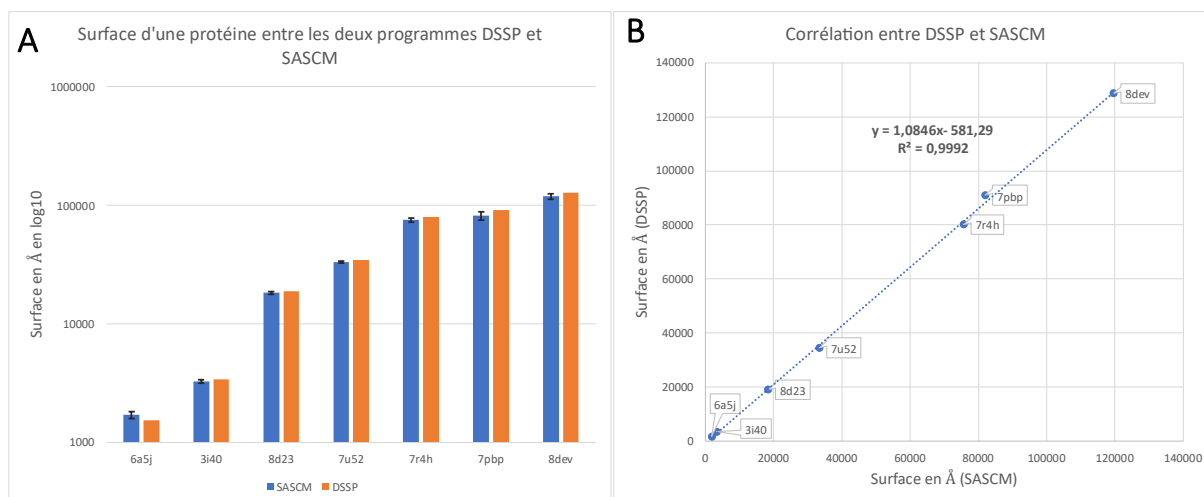 A
Surface d'une protéine entre les deux programmes DSSP et
SASCM
Surface en Å en log10
1000000
100000
10000
1000
6a5j 3i40 8d23 7u52 7r4h 7pbp 8dev
SASCM DSSP
B
Corrélation entre DSSP et SASCM
Surface en Å (DSSP)
140000
120000
100000
80000
60000
40000
20000
0
y = 1,0846x- 581,29
R² = 0,9992
8dev
7pbp
7r4h
7u52
8d23
6a5j
3i40
0 20000 40000 60000 80000 100000 120000 140000
Surface en Å (SASCM)